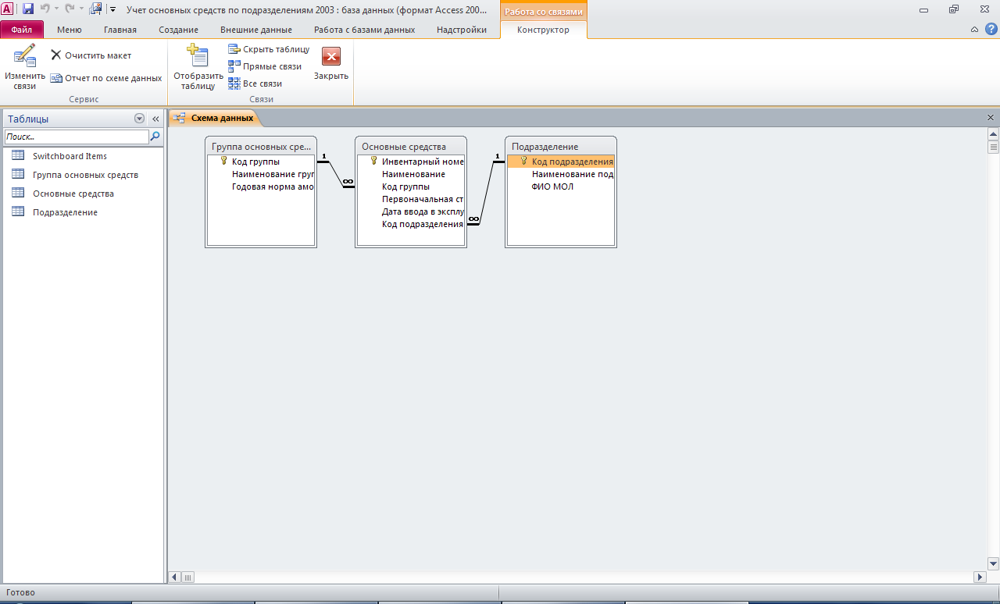 Учет основных средств по подразделениям 2003 : база данных (формат Access 200...
Работа со связями
Файл
Меню
Главная
Создание
Внешние данные
Работа с базами данных
Надстройки
Конструктор
Изменить связи
Очистить макет
Отчет по схеме данных
Сервис
Отобразить таблицу
Скрыть таблицу
Прямые связи
Все связи
Закрыть
Связи
Таблицы
Поиск...
Switchboard Items
Группа основных средств
Основные средства
Подразделение
Схема данных
Группа основных сре...
Код группы
Наименование груп
Годовая норма амо
1
∞
Основные средства
Инвентарный номе
Наименование
Код группы
Первоначальная ст
Дата ввода в эксплу
Код подразделения
∞
1
Подразделение
Код подразделения
Наименование под
ФИО МОЛ
Готово